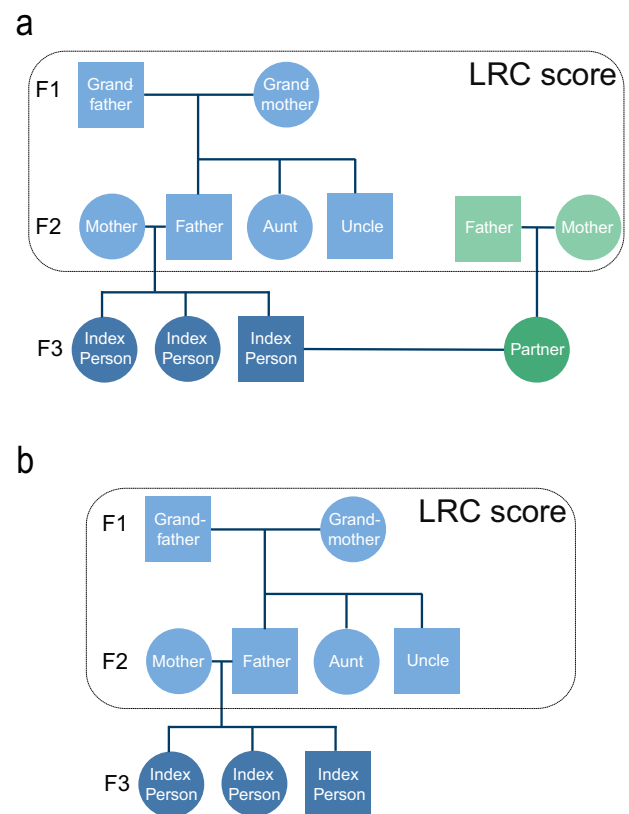 a
LRC score
F1
Grand-
father
Grand
mother
F2
Mother
Father
Aunt
Uncle
Father
Mother
F3
Index
Person
Index
Person
Index
Person
Partner
b
LRC score
F1
Grand-
father
Grand-
mother
F2
Mother
Father
Aunt
Uncle
F3
Index
Person
Index
Person
Index
Person